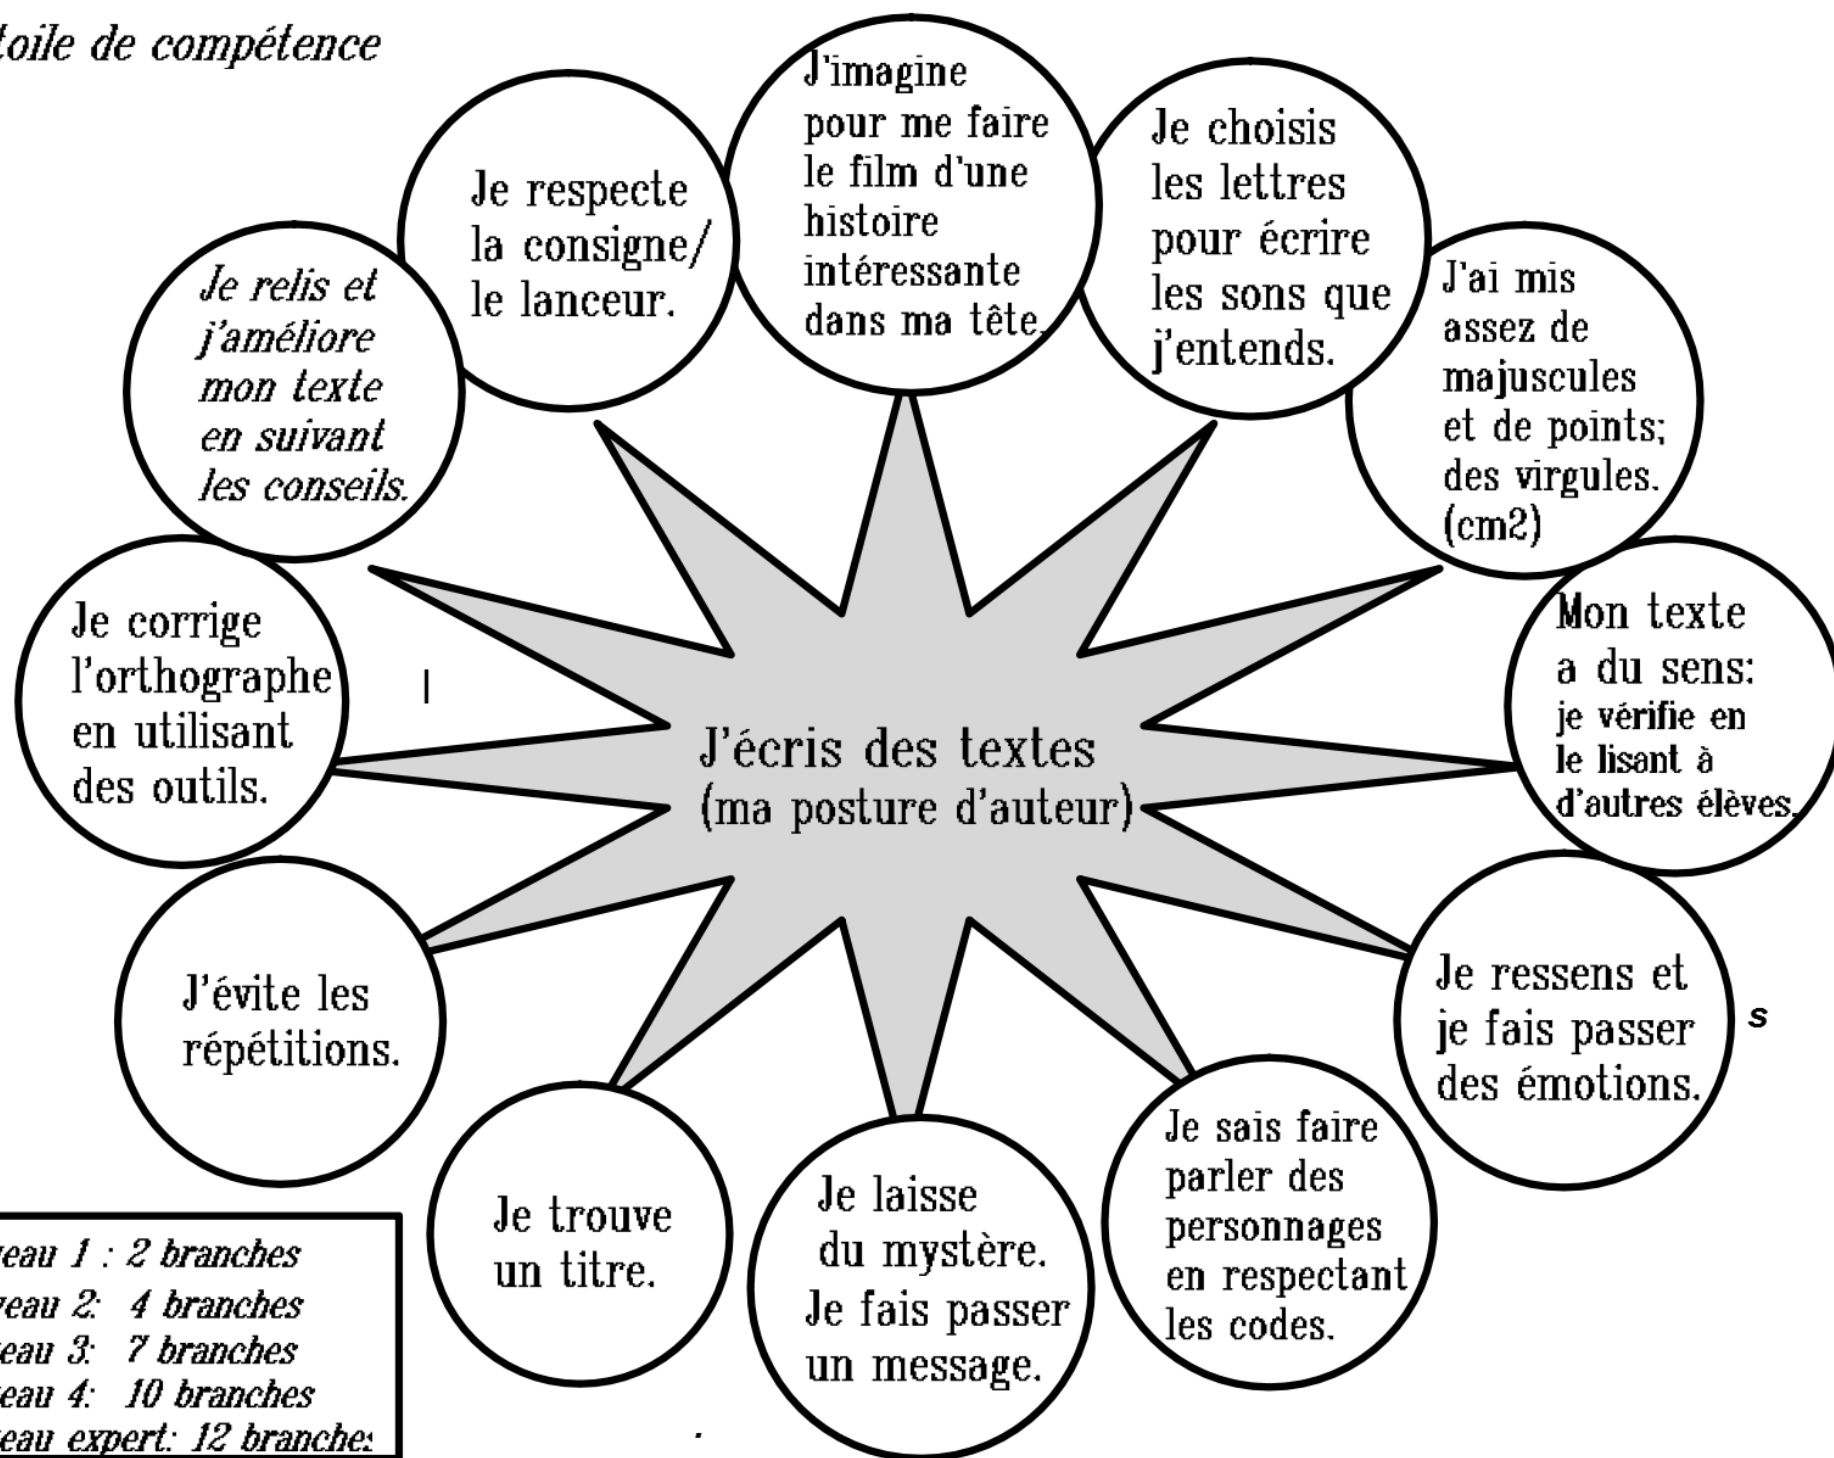 toile de compétence
J'imagine
pour me faire
le film d'une
histoire
intéressante
dans ma tête.
Je choisis
les lettres
pour écrire
les sons que
j'entends.
J'ai mis
assez de
majuscules
et de points;
des virgules.
(cm2)
Mon texte
a du sens:
je vérifie en
le lisant à
d'autres élèves.
Je ressens et
je fais passer
des émotions.
s
Je sais faire
parler des
personnages
en respectant
les codes.
Je laisse
du mystère.
Je fais passer
un message.
Je trouve
un titre.
J'évite les
répétitions.
Je corrige
l'orthographe
en utilisant
des outils.
l
Je relis et
j'améliore
mon texte
en suivant
les conseils.
Je respecte
la consigne/
le lanceur.
J'écris des textes
(ma posture d'auteur)
eau 1 : 2 branches
veau 2: 4 branches
eau 3: 7 branches
eau 4: 10 branches
eau expert: 12 branches
.